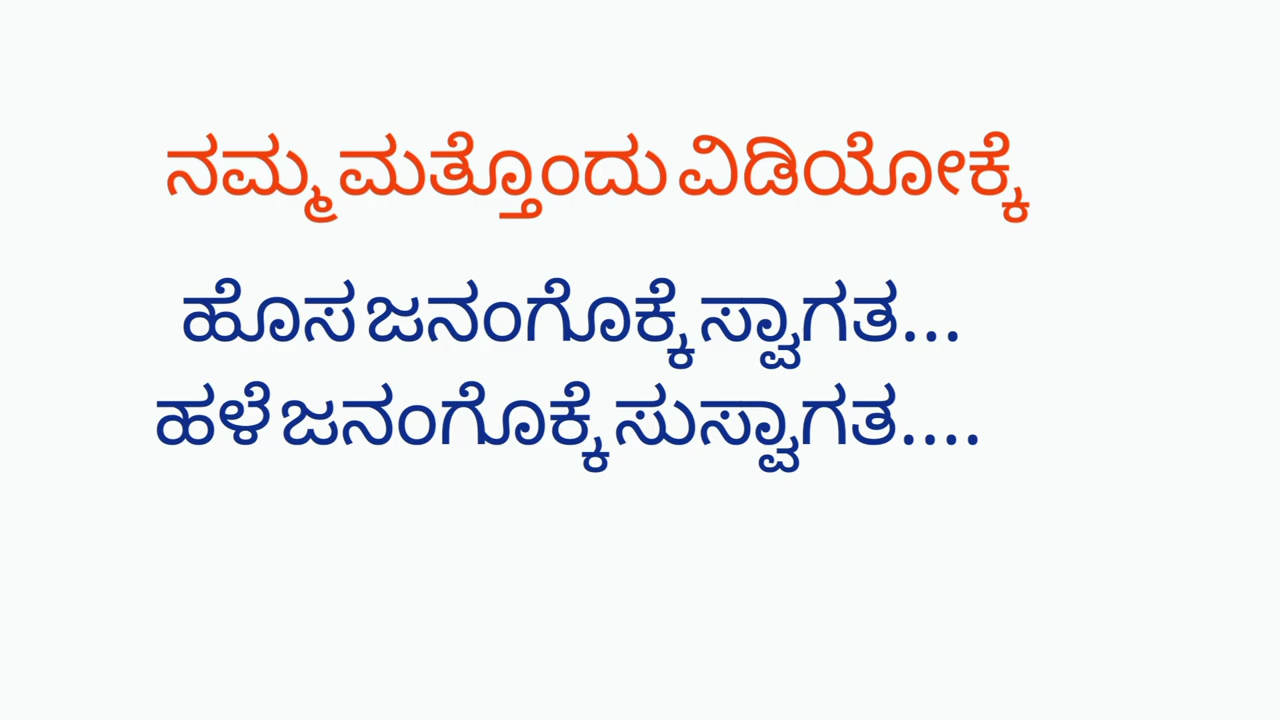 ನಮ್ಮ ಮತ್ತೊಂದು ವಿಡಿಯೋಕ್ಕೆ
ಹೊಸ ಜನಂಗೊಕ್ಕೆ ಸ್ವಾಗತ...
ಹಳೆ ಜನಂಗೊಕ್ಕೆ ಸುಸ್ವಾಗತ....